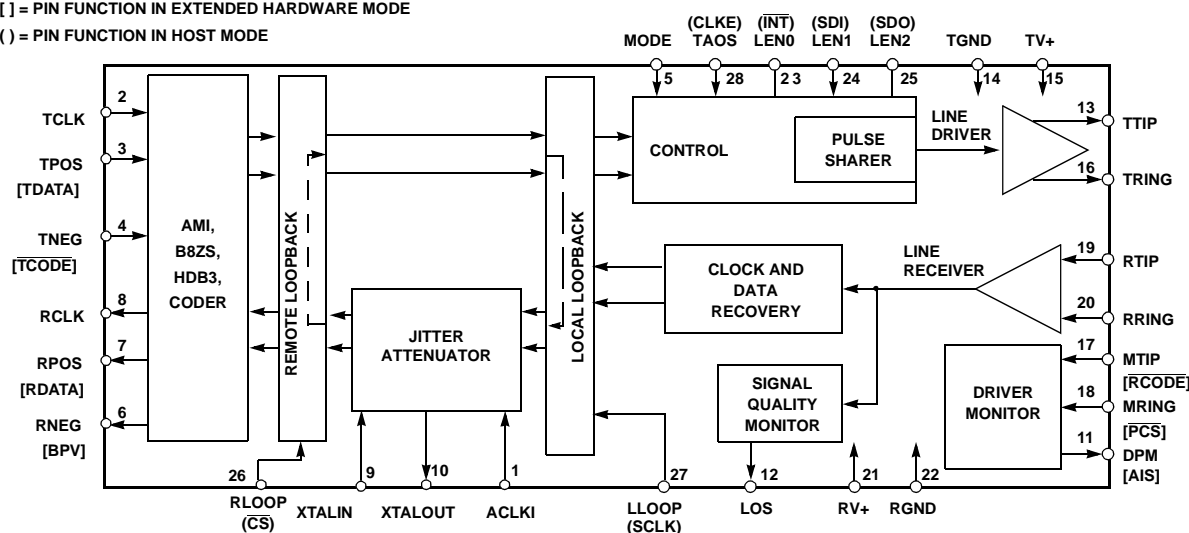 [ ] = PIN FUNCTION IN EXTENDED HARDWARE MODE
( ) = PIN FUNCTION IN HOST MODE
(CLKE) (INT) (SDI) (SDO)
MODE TAOS LEN0 LEN1 LEN2 TGND TV+
5 28 2 3 24 25 14 15
TCLK 2
TPOS 3
[TDATA]
TNEG 4
[TCODE]
RCLK 8
RPOS 7
[RDATA]
RNEG 6
[BPV]
AMI,
B8ZS,
HDB3,
CODER
REMOTE LOOPBACK
JITTER
ATTENUATOR
LOCAL LOOPBACK
CONTROL
PULSE
SHARER
LINE
DRIVER
13 TTIP
16 TRING
CLOCK AND
DATA
RECOVERY
LINE
RECEIVER
19 RTIP
20 RRING
SIGNAL
QUALITY
MONITOR
DRIVER
MONITOR
17 MTIP
[RCODE]
18 MRING
[PCS]
11 DPM
[AIS]
26 9 10 1 27 12 21 22
RLOOP XTALIN XTALOUT ACLKI LLOOP LOS RV+ RGND
(CS) (SCLK)